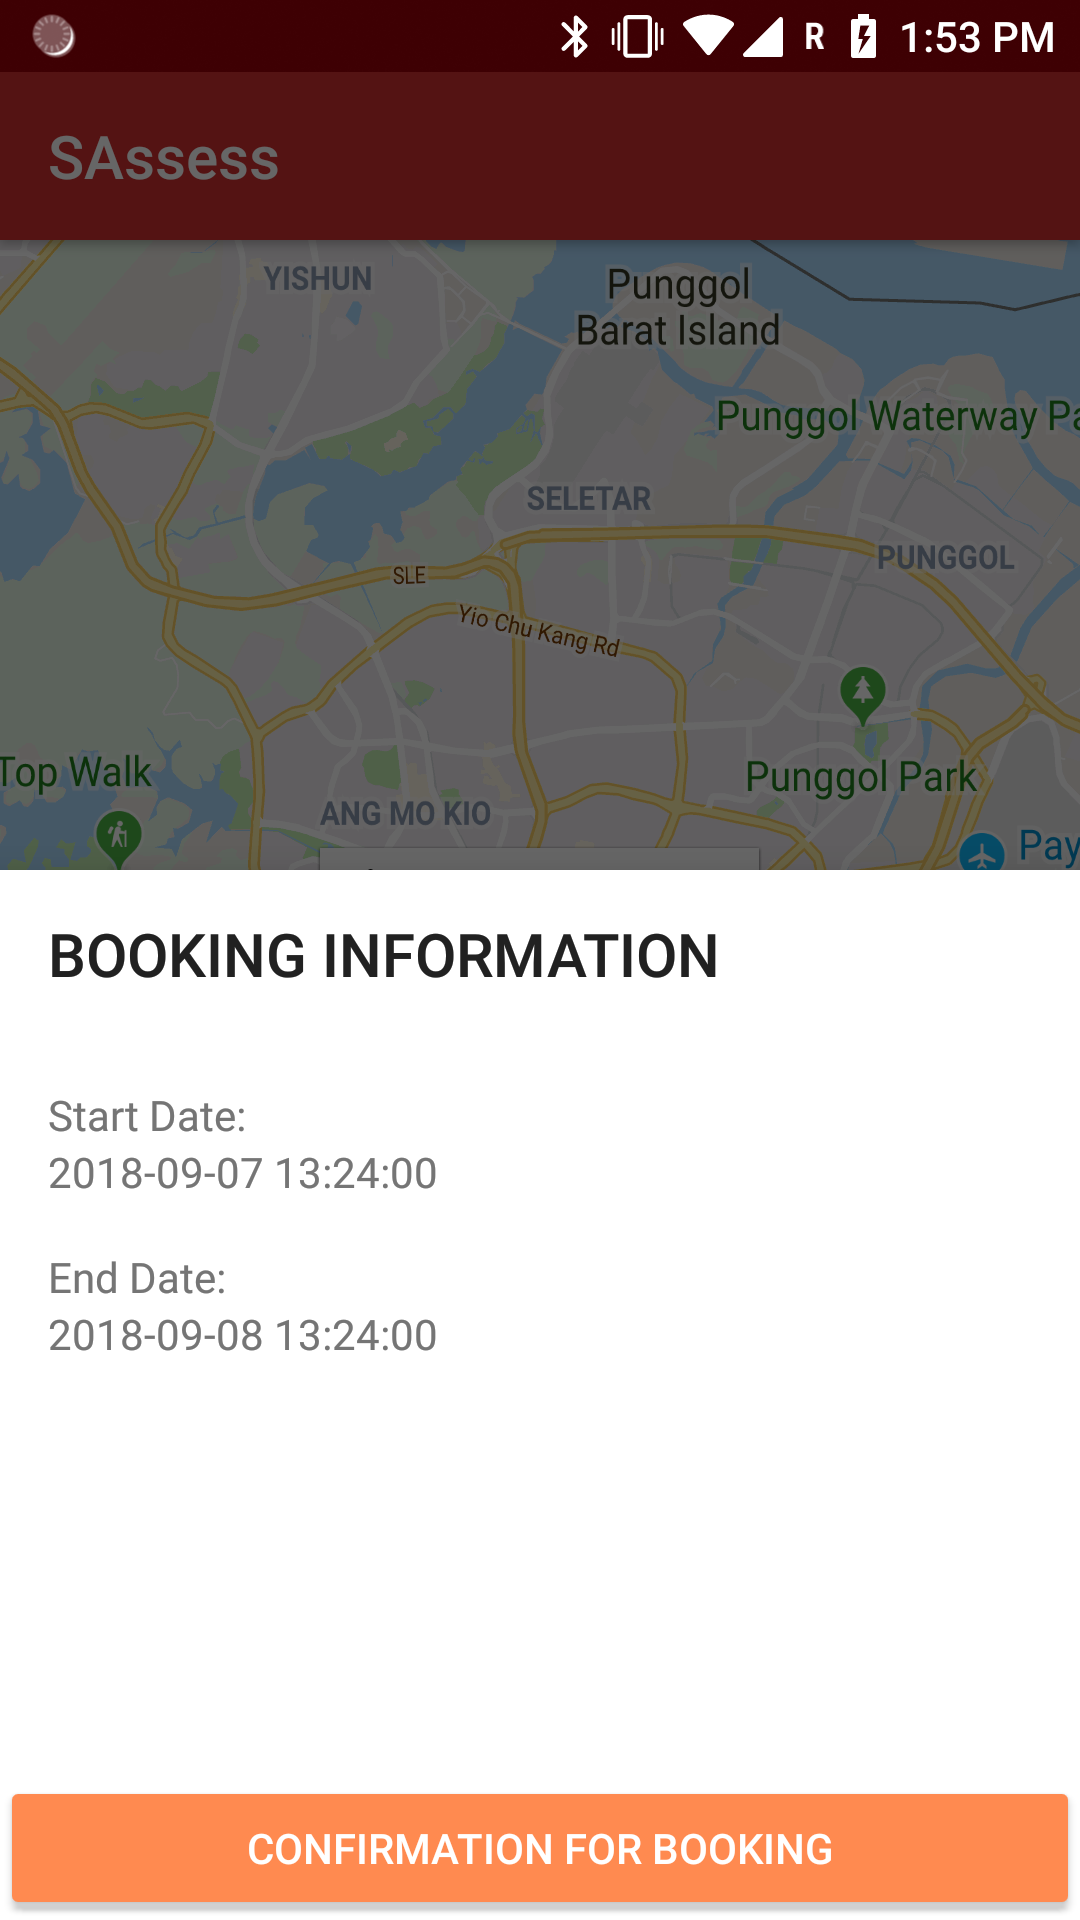 R 1:53 PM
SAssess
YISHUN
Punggol
Barat Island
Punggol Waterway
SELETAR
PUNGGOL
SLE
Yio Chu Kang Rd
Top Walk
Punggol Park
ANG MO KIO
Pay
BOOKING INFORMATION
Start Date:
2018-09-07 13:24:00
End Date:
2018-09-08 13:24:00
CONFIRMATION FOR BOOKING